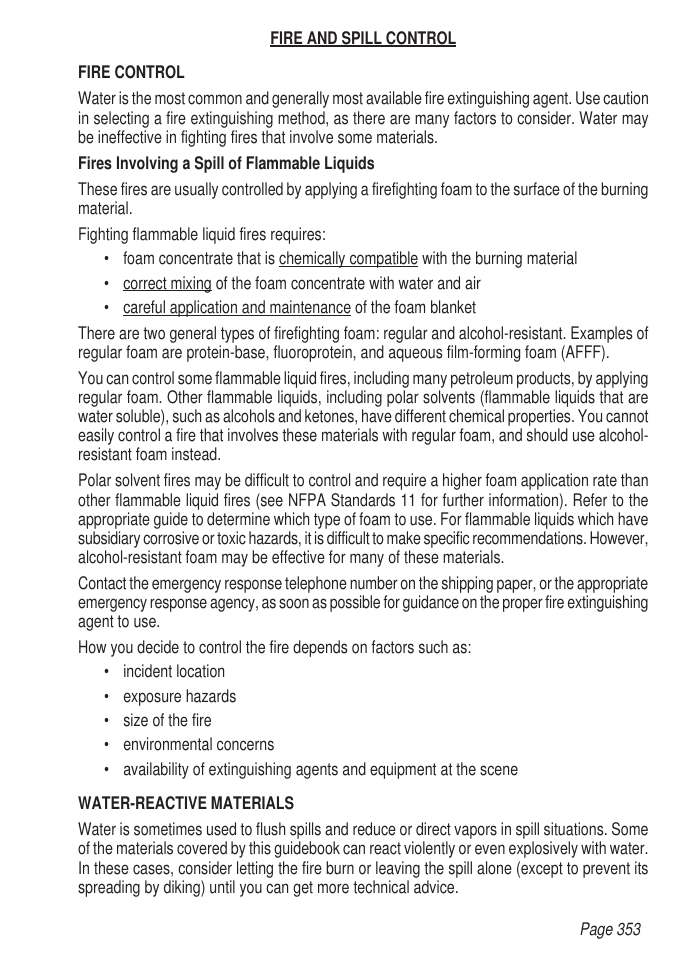 FIRE AND SPILL CONTROL
FIRE CONTROL
Water is the most common and generally most available fire extinguishing agent. Use caution
in selecting a fire extinguishing method, as there are many factors to consider. Water may
be ineffective in fighting fires that involve some materials.
Fires Involving a Spill of Flammable Liquids
These fires are usually controlled by applying a firefighting foam to the surface of the burning
material.
Fighting flammable liquid fires requires:
• foam concentrate that is chemically compatible with the burning material
• correct mixing of the foam concentrate with water and air
• careful application and maintenance of the foam blanket
There are two general types of firefighting foam: regular and alcohol-resistant. Examples of
regular foam are protein-base, fluoroprotein, and aqueous film-forming foam (AFFF).
You can control some flammable liquid fires, including many petroleum products, by applying
regular foam. Other flammable liquids, including polar solvents (flammable liquids that are
water soluble), such as alcohols and ketones, have different chemical properties. You cannot
easily control a fire that involves these materials with regular foam, and should use alcohol-
resistant foam instead.
Polar solvent fires may be difficult to control and require a higher foam application rate than
other flammable liquid fires (see NFPA Standards 11 for further information). Refer to the
appropriate guide to determine which type of foam to use. For flammable liquids which have
subsidiary corrosive or toxic hazards, it is difficult to make specific recommendations. However,
alcohol-resistant foam may be effective for many of these materials.
Contact the emergency response telephone number on the shipping paper, or the appropriate
emergency response agency, as soon as possible for guidance on the proper fire extinguishing
agent to use.
How you decide to control the fire depends on factors such as:
• incident location
• exposure hazards
• size of the fire
• environmental concerns
• availability of extinguishing agents and equipment at the scene
WATER-REACTIVE MATERIALS
Water is sometimes used to flush spills and reduce or direct vapors in spill situations. Some
of the materials covered by this guidebook can react violently or even explosively with water.
In these cases, consider letting the fire burn or leaving the spill alone (except to prevent its
spreading by diking) until you can get more technical advice.
Page 353